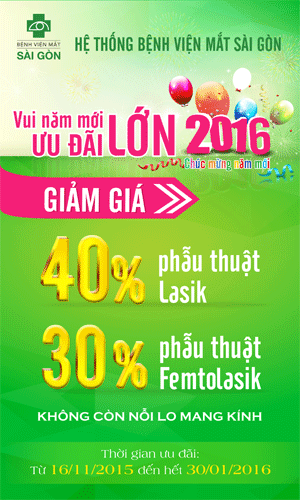 BỆNH VIỆN MẮT
SÀI GÒN
HỆ THỐNG BỆNH VIỆN MẮT SÀI GÒN
Vui năm mới
ƯU ĐÃI LỚN 2016
Chúc mừng năm mới
GIẢM GIÁ
40% phẫu thuật
Lasik
30% phẫu thuật
Femtolasik
KHÔNG CÒN NỖI LO MANG KÍNH
Thời gian ưu đãi:
Từ 16/11/2015 đến hết 30/01/2016